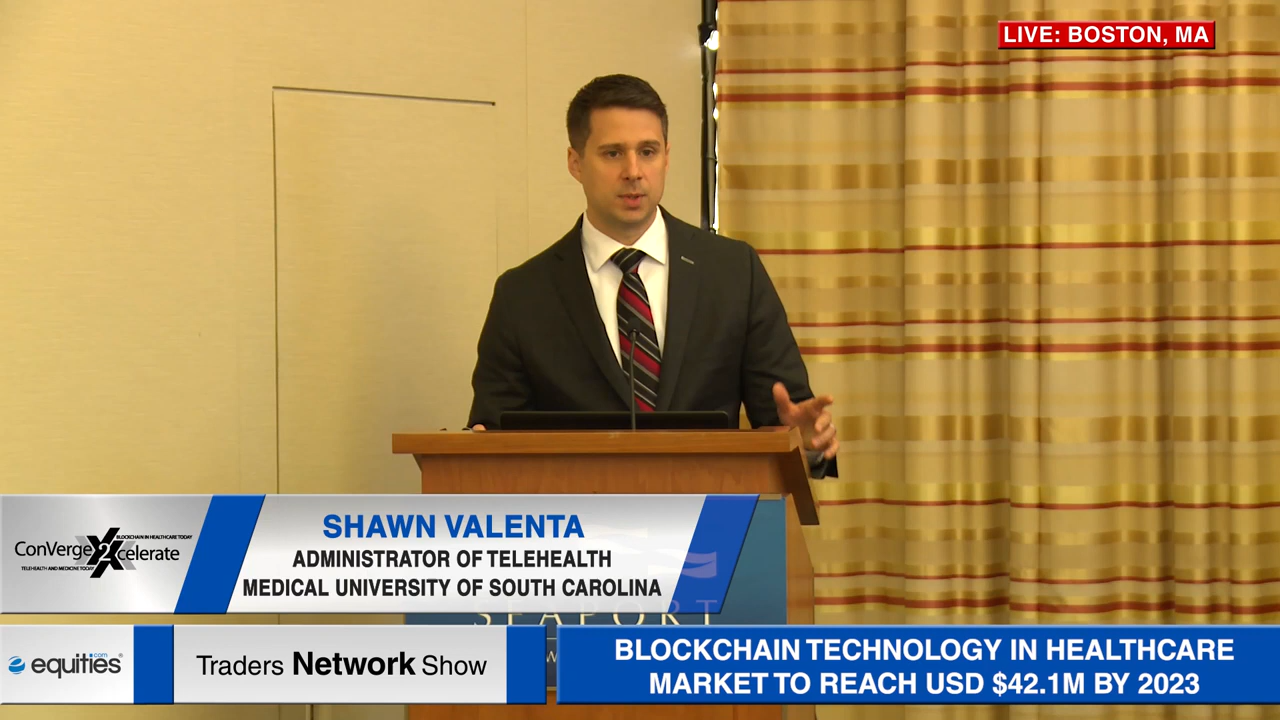 LIVE: BOSTON, MA
SHAWN VALENTA
ADMINISTRATOR OF TELEHEALTH
MEDICAL UNIVERSITY OF SOUTH CAROLINA
BLOCKCHAIN IN HEALTHCARE TODAY
ConVerge2Xcelerate
TELEHEALTH AND MEDICINE TODAY
SEAPORT
equities.com
Traders Network Show
BLOCKCHAIN TECHNOLOGY IN HEALTHCARE
MARKET TO REACH USD $42.1M BY 2023